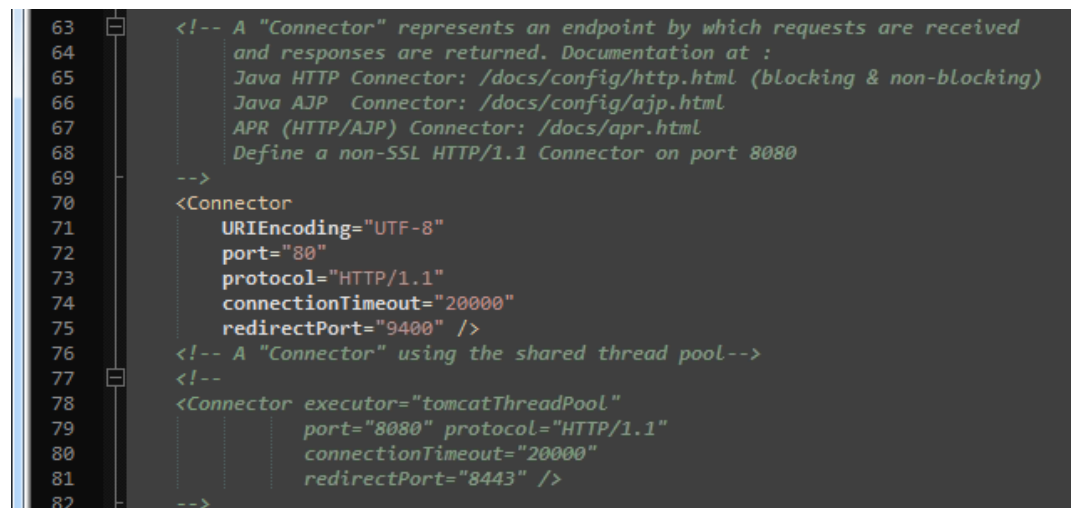 63 <!-- A "Connector" represents an endpoint by which requests are received
64 and responses are returned. Documentation at :
65 Java HTTP Connector: /docs/config/http.html (blocking & non-blocking)
66 Java AJP  Connector: /docs/config/ajp.html
67 APR (HTTP/AJP) Connector: /docs/apr.html
68 Define a non-SSL HTTP/1.1 Connector on port 8080
69 -->
70 <Connector
71 URIEncoding="UTF-8"
72 port="80"
73 protocol="HTTP/1.1"
74 connectionTimeout="20000"
75 redirectPort="9400" />
76 <!-- A "Connector" using the shared thread pool-->
77 <!--
78 <Connector executor="tomcatThreadPool"
79 port="8080" protocol="HTTP/1.1"
80 connectionTimeout="20000"
81 redirectPort="8443" />
82 -->